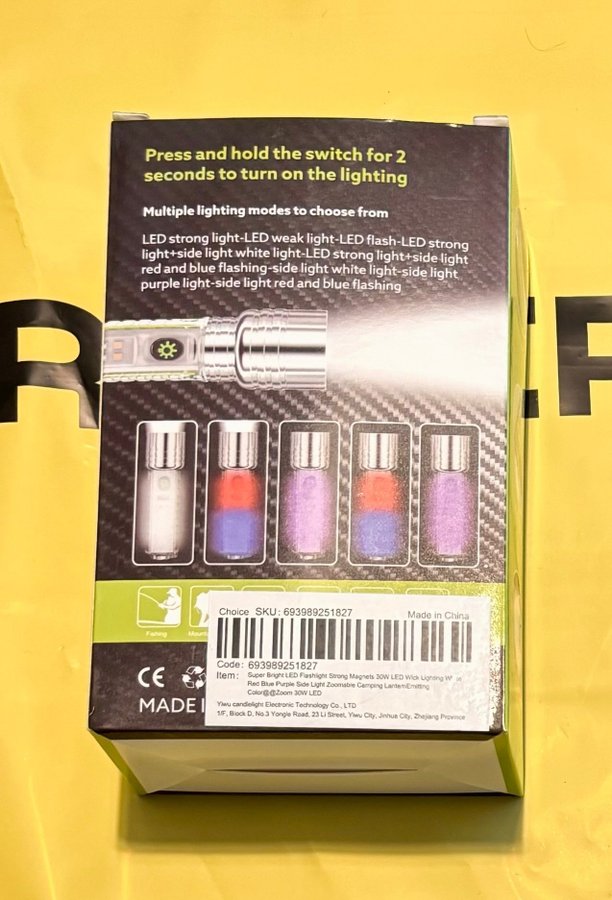 Press and hold the switch for 2
seconds to turn on the lighting
Multiple lighting modes to choose from
LED strong light-LED weak light-LED flash-LED strong
light+side light white light-LED strong light+side light
red and blue flashing-side light white light-side light
purple light-side light red and blue flashing
Fishing
Choice SKU: 693989251827 Made in China
Code: 693989251827
Item: Super Bright LED Flashlight Strong Magnets 30W LED Wick Lighting
Red Blue Purple Side Light Zoomable Camping LanternEmitting
Color@@Zoom 30W LED
Yiwu candlelight Electronic Technology Co., LTD
1/F, Block D, No.3 Yongle Road, 23 Li Street, Yiwu City, Jinhua City, Zhejiang Province
CE
MADE